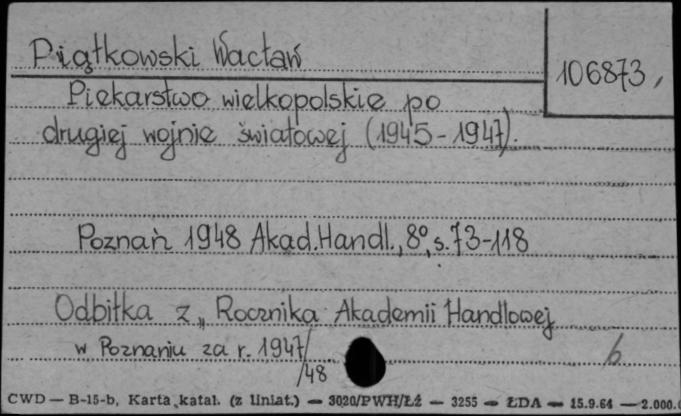 Piątkowski Wacław
106873,
Piekarstwo wielkopolskie po
drugiej wojnie światowej (1945-1947).
Poznań 1948 Akad.Handl., 8°, s.73-118
Odbitka z „Rocznika Akademii Handlowej
w Poznaniu za r. 1947/48
b
CWD — B-15-b, Karta katal. (z liniat.) — 3020/PWH/Łź — 3255 — ŁDA — 15.9.64 — 2.000.